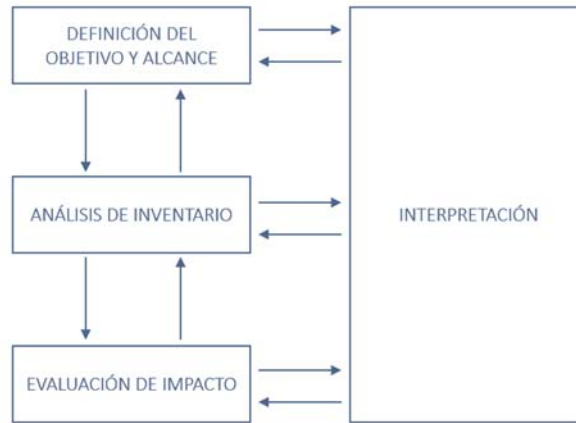 DEFINICIÓN DEL
OBJETIVO Y ALCANCE
ANÁLISIS DE INVENTARIO
INTERPRETACIÓN
EVALUACIÓN DE IMPACTO